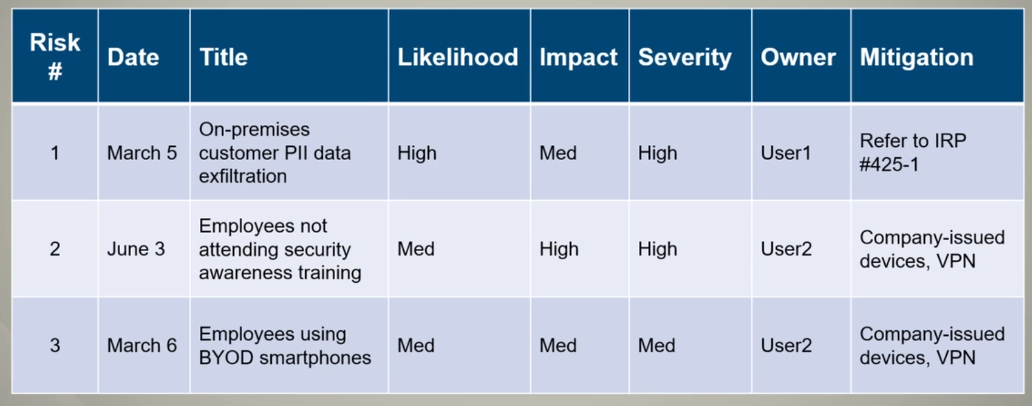 Risk # Date Title Likelihood Impact Severity Owner Mitigation
1 March 5 On-premises customer PII data exfiltration High Med High User1 Refer to IRP #425-1
2 June 3 Employees not attending security awareness training Med High High User2 Company-issued devices, VPN
3 March 6 Employees using BYOD smartphones Med Med Med User2 Company-issued devices, VPN